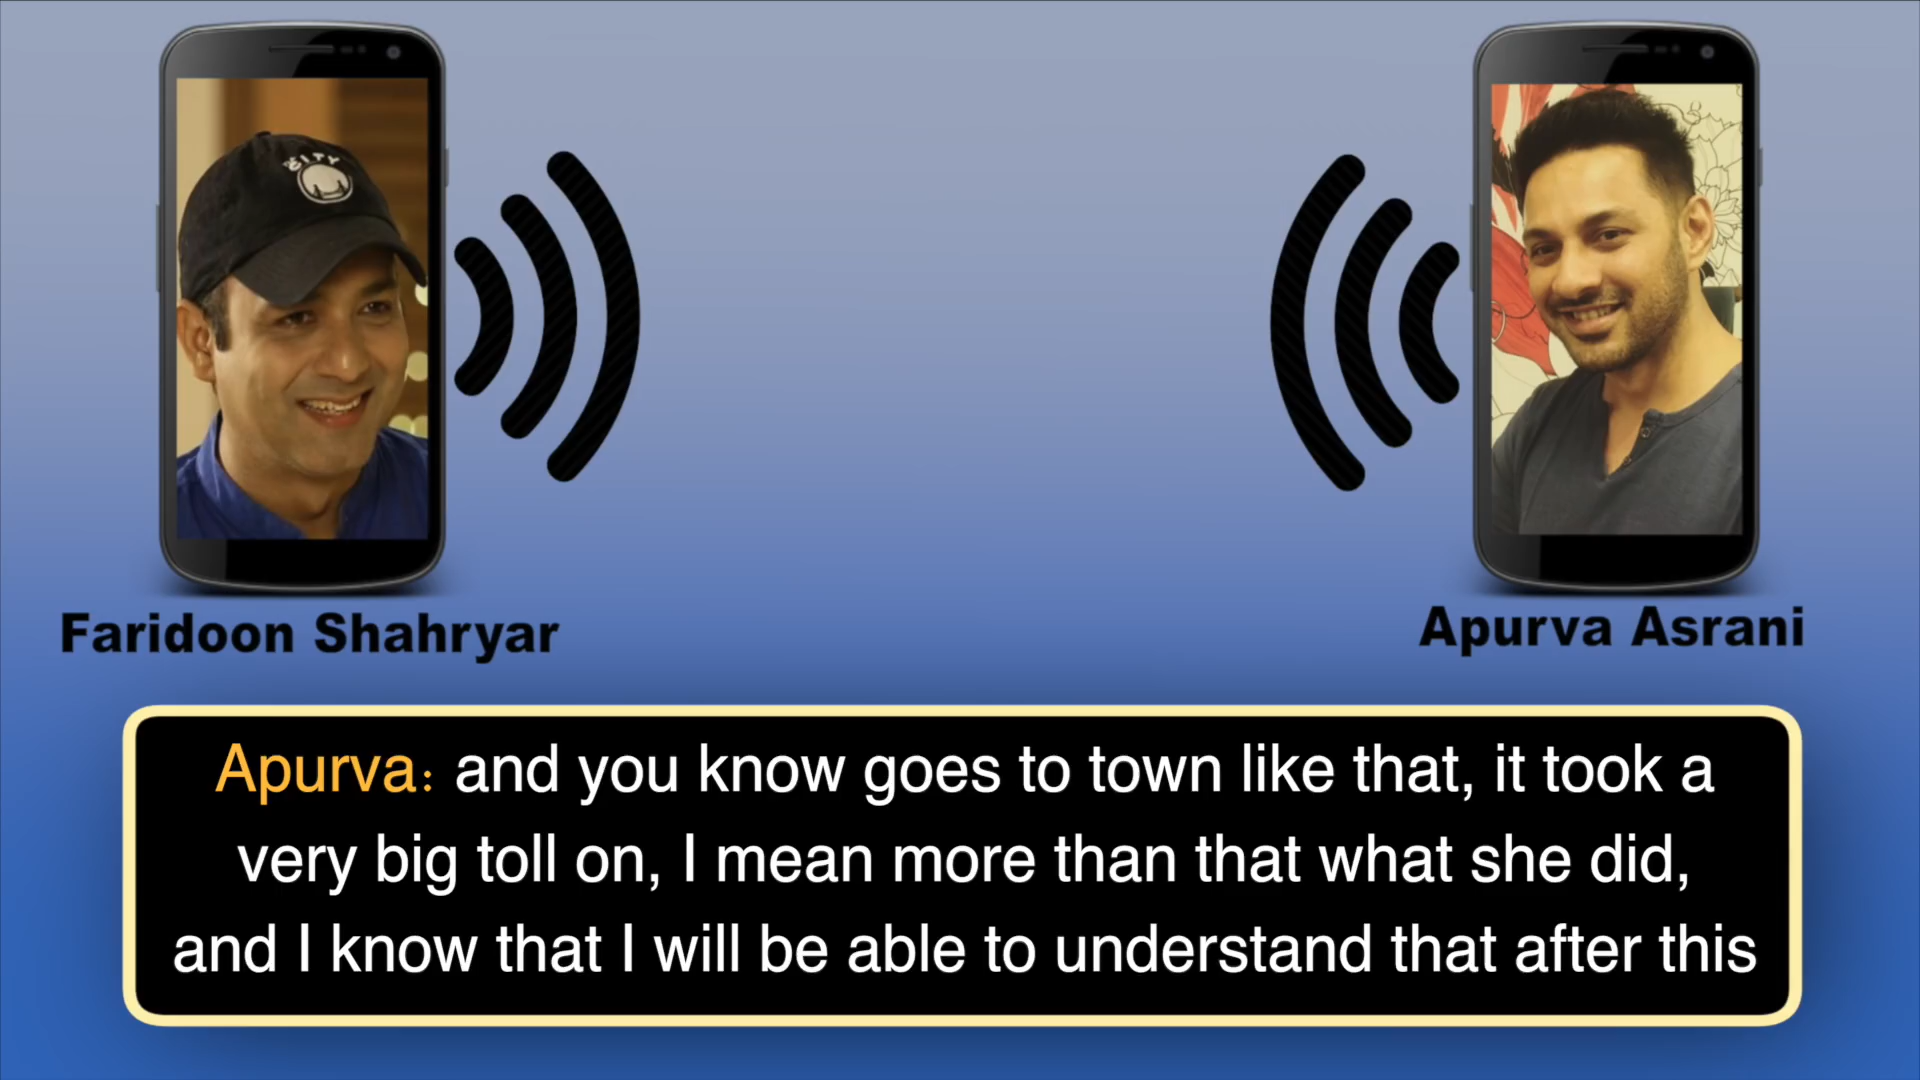 CITY
Faridoon Shahryar
Apurva Asrani
Apurva: and you know goes to town like that, it took a
very big toll on, I mean more than that what she did,
and I know that I will be able to understand that after this